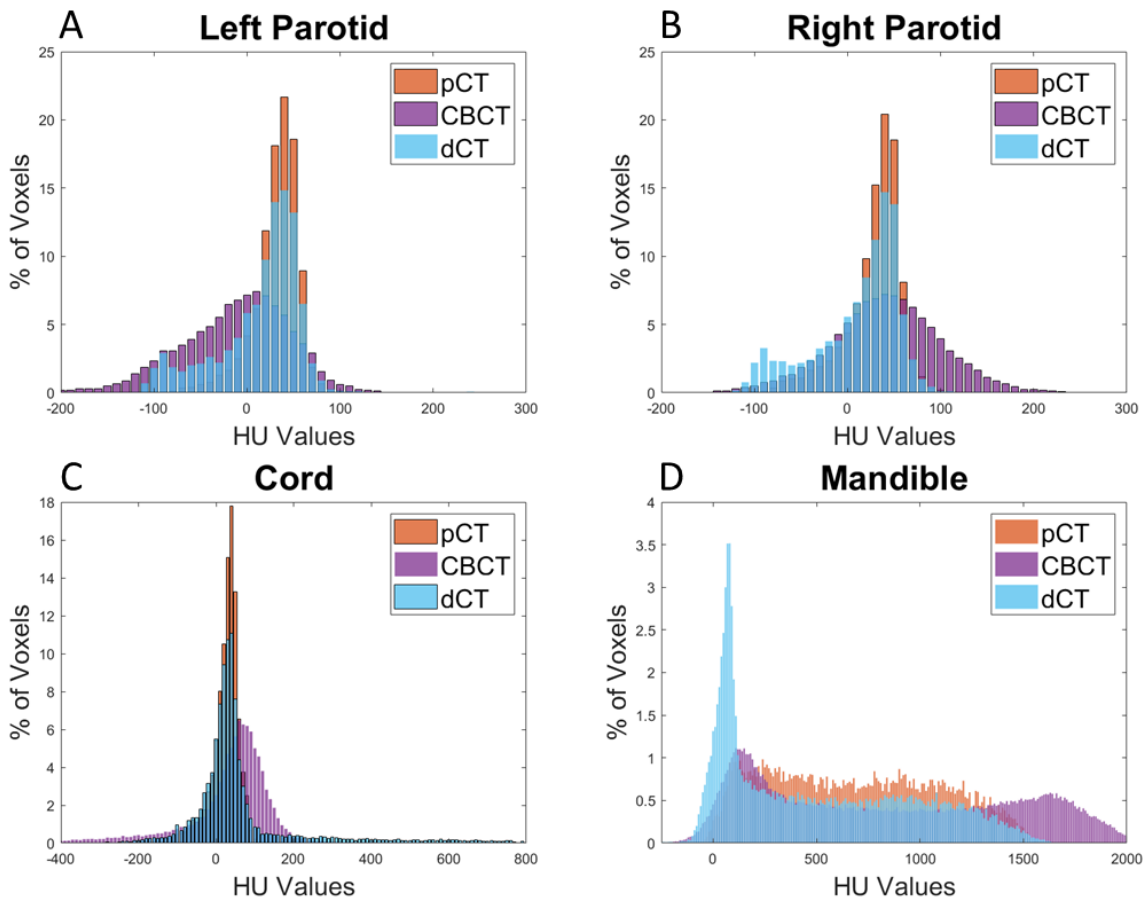 A Left Parotid
% of Voxels
25
20
15
10
5
0
pCT
CBCT
dCT
-200 -100 0 100 200 300
HU Values
B Right Parotid
% of Voxels
25
20
15
10
5
0
pCT
CBCT
dCT
-200 -100 0 100 200 300
HU Values
C Cord
% of Voxels
18
16
14
12
10
8
6
4
2
0
pCT
CBCT
dCT
-400 -200 0 200 400 600 800
HU Values
D Mandible
% of Voxels
4
3.5
3
2.5
2
1.5
1
0.5
0
pCT
CBCT
dCT
0 500 1000 1500 2000
HU Values